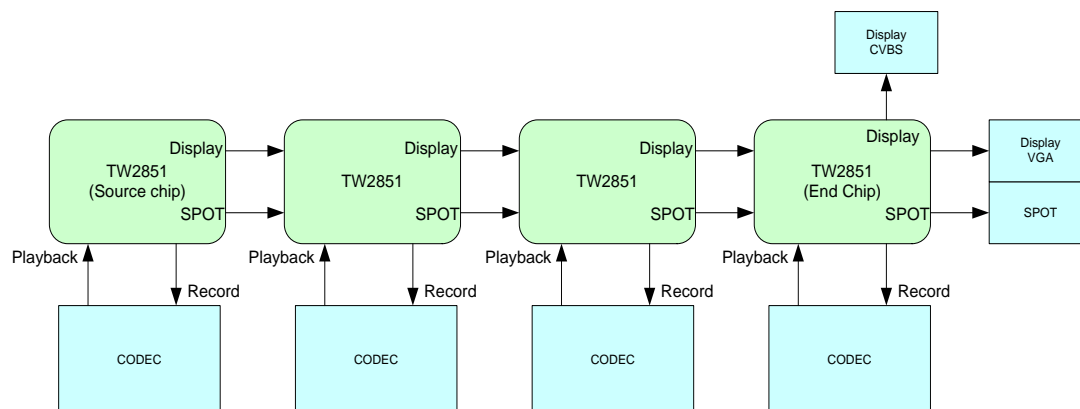 Display
CVBS
Display
TW2851
(Source chip)
SPOT
Display
TW2851
SPOT
Display
TW2851
SPOT
Display
TW2851
(End Chip)
SPOT
Display
VGA
SPOT
Playback
Record
Playback
Record
Playback
Record
Playback
Record
CODEC
CODEC
CODEC
CODEC